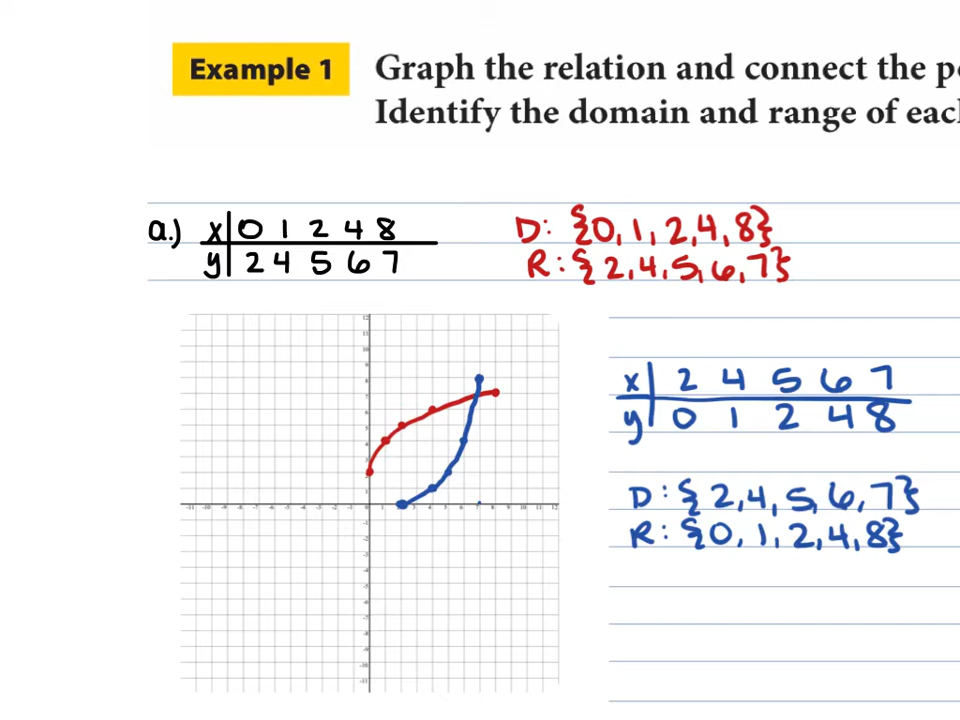 Example 1 Graph the relation and connect the
Identify the domain and range of each
a.) x 0 1 2 4 8
y 2 4 5 6 7
D: {0, 1, 2, 4, 8}
R: {2, 4, 5, 6, 7}
x 2 4 5 6 7
y 0 1 2 4 8
D: {2, 4, 5, 6, 7}
R: {0, 1, 2, 4, 8}